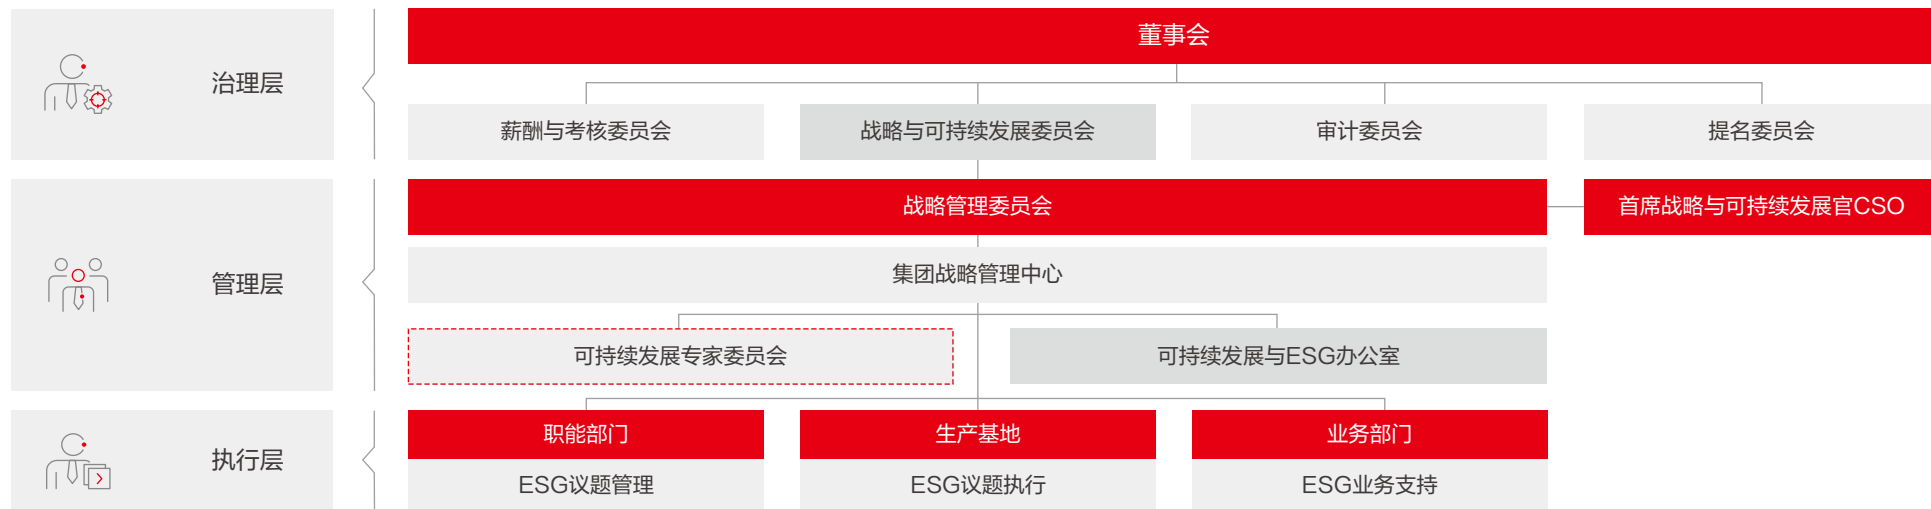 治理层
董事会
薪酬与考核委员会
战略与可持续发展委员会
审计委员会
提名委员会
管理层
战略管理委员会
首席战略与可持续发展官CSO
集团战略管理中心
可持续发展专家委员会
可持续发展与ESG办公室
执行层
职能部门
生产基地
业务部门
ESG议题管理
ESG议题执行
ESG业务支持